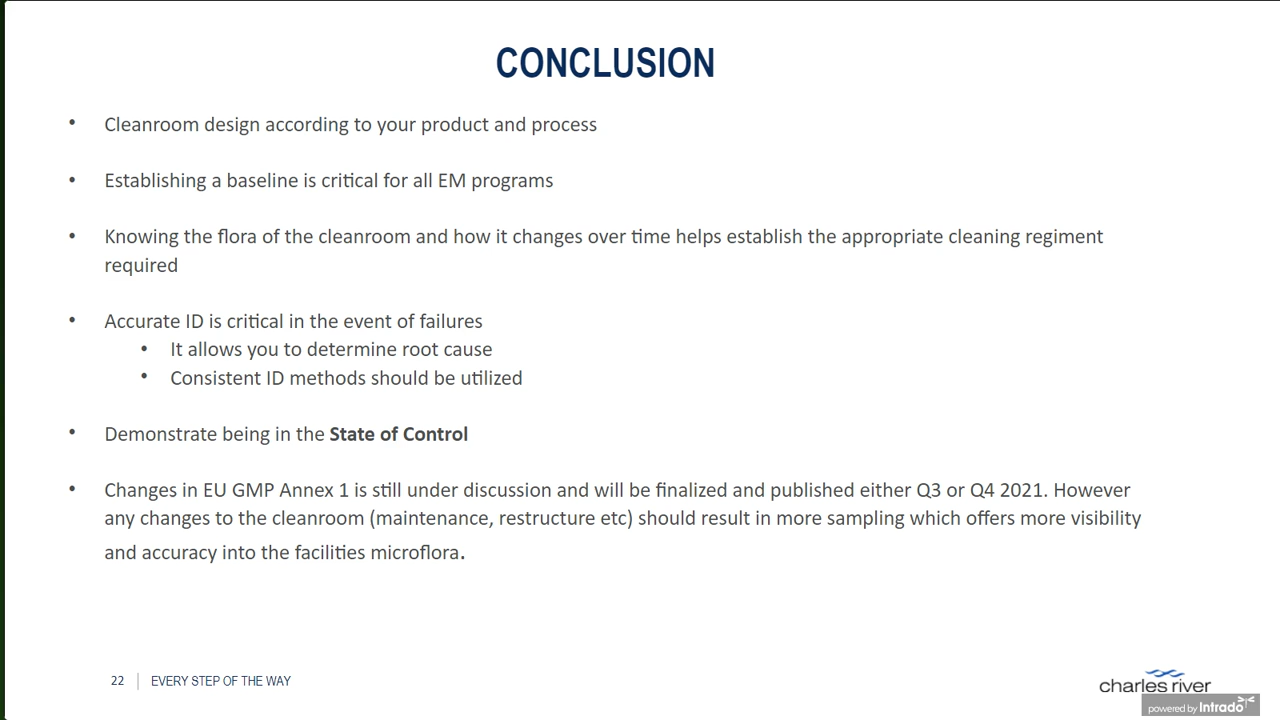 CONCLUSION
• Cleanroom design according to your product and process
• Establishing a baseline is critical for all EM programs
• Knowing the flora of the cleanroom and how it changes over time helps establish the appropriate cleaning regiment
required
• Accurate ID is critical in the event of failures
• It allows you to determine root cause
• Consistent ID methods should be utilized
• Demonstrate being in the State of Control
• Changes in EU GMP Annex 1 is still under discussion and will be finalized and published either Q3 or Q4 2021. However
any changes to the cleanroom (maintenance, restructure etc) should result in more sampling which offers more visibility
and accuracy into the facilities microflora.
22 | EVERY STEP OF THE WAY
charles river
powered by Intrado